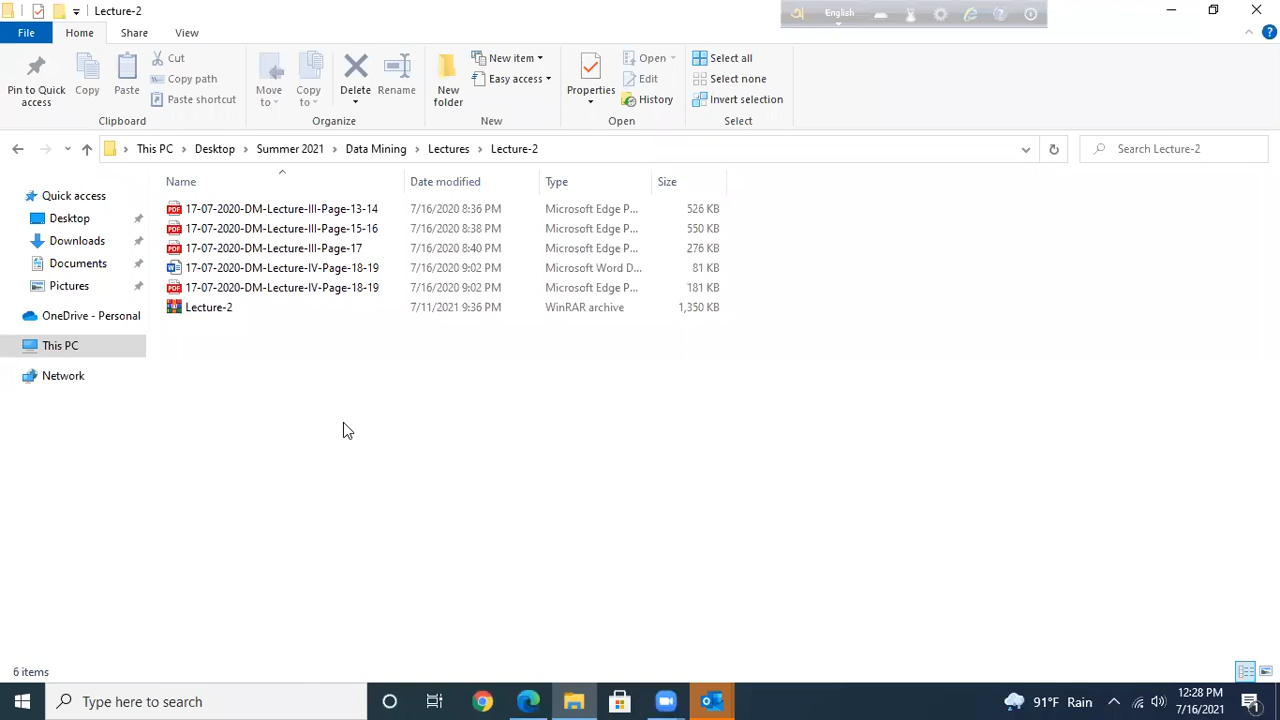 Lecture-2
English
File Home Share View
Pin to Quick access
Copy
Paste
Cut
Copy path
Paste shortcut
Clipboard
Move to
Copy to
Delete
Rename
Organize
New folder
New item
Easy access
New
Properties
Open
Edit
History
Open
Select all
Select none
Invert selection
Select
This PC > Desktop > Summer 2021 > Data Mining > Lectures > Lecture-2
Search Lecture-2
Quick access
Desktop
Downloads
Documents
Pictures
OneDrive - Personal
This PC
Network
Name Date modified Type Size
17-07-2020-DM-Lecture-III-Page-13-14 7/16/2020 8:36 PM Microsoft Edge P... 526 KB
17-07-2020-DM-Lecture-III-Page-15-16 7/16/2020 8:38 PM Microsoft Edge P... 550 KB
17-07-2020-DM-Lecture-III-Page-17 7/16/2020 8:40 PM Microsoft Edge P... 276 KB
17-07-2020-DM-Lecture-IV-Page-18-19 7/16/2020 9:02 PM Microsoft Word D... 81 KB
17-07-2020-DM-Lecture-IV-Page-18-19 7/16/2020 9:02 PM Microsoft Edge P... 181 KB
Lecture-2 7/11/2021 9:36 PM WinRAR archive 1,350 KB
6 items
Type here to search
91°F Rain
12:28 PM
7/16/2021
1